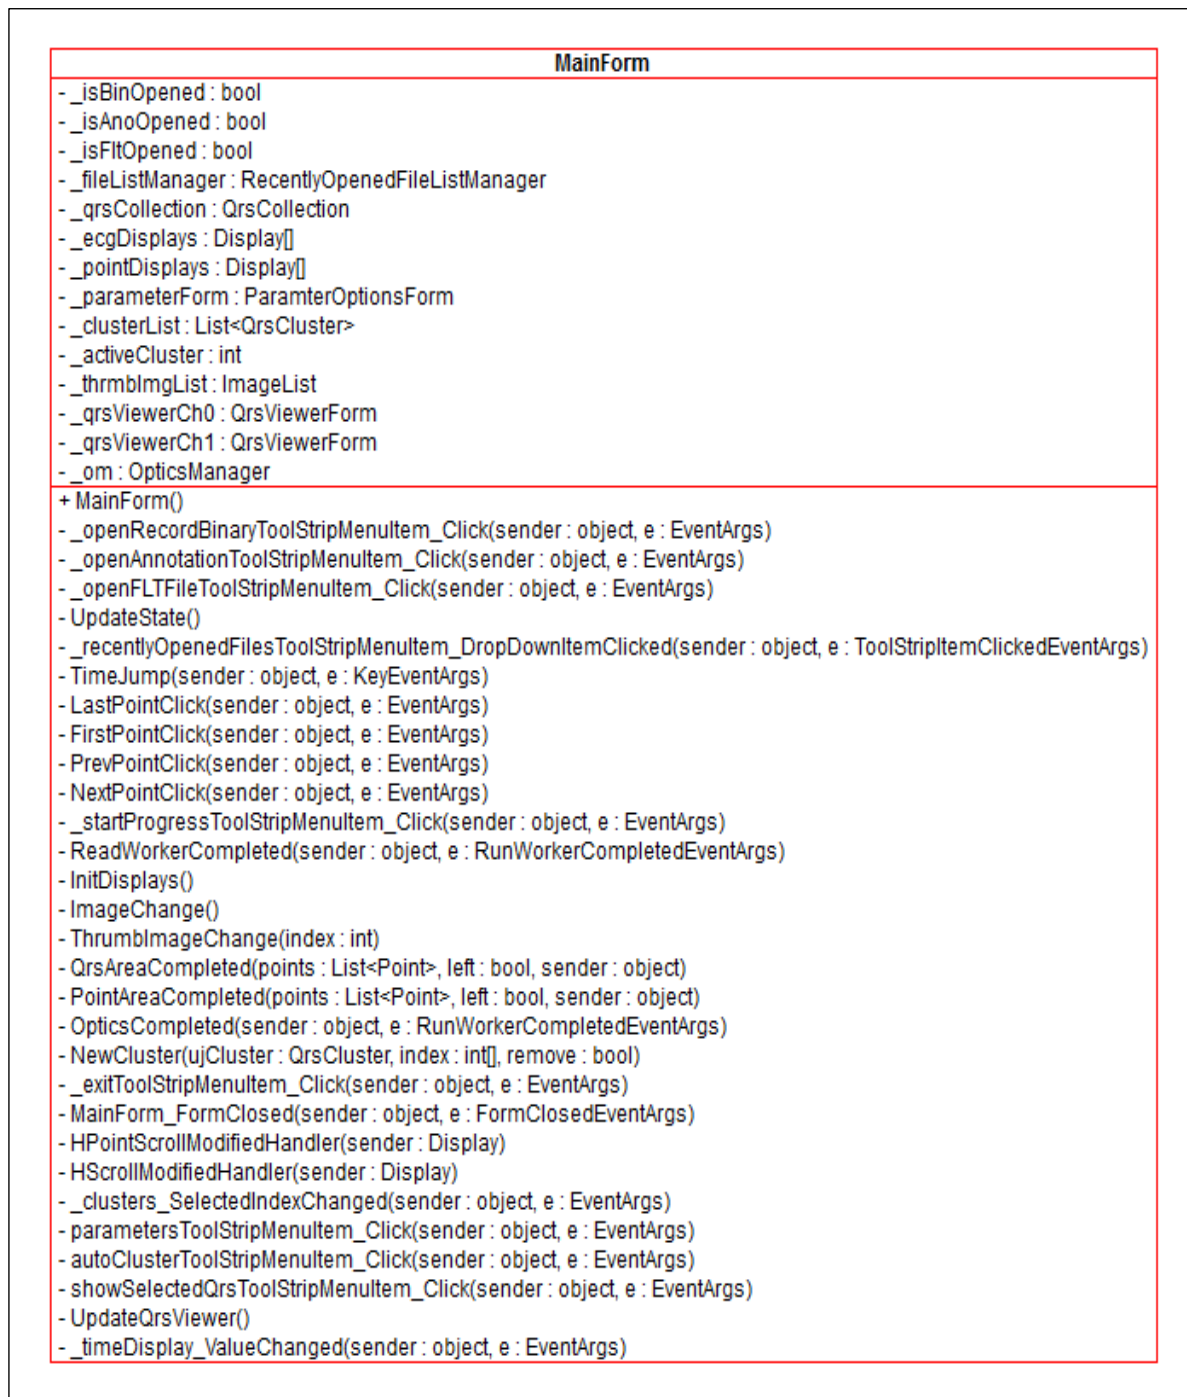 MainForm
- _isBinOpened : bool
- _isAnoOpened : bool
- _isFltOpened : bool
- _fileListManager : RecentlyOpenedFileListManager
- _qrsCollection : QrsCollection
- _ecgDisplays : Display[]
- _pointDisplays : Display[]
- _parameterForm : ParamterOptionsForm
- _clusterList : List<QrsCluster>
- _activeCluster : int
- _thrmbImgList : ImageList
- _qrsViewerCh0 : QrsViewerForm
- _qrsViewerCh1 : QrsViewerForm
- _om : OpticsManager
+ MainForm()
- _openRecordBinaryToolStripMenuItem_Click(sender : object, e : EventArgs)
- _openAnnotationToolStripMenuItem_Click(sender : object, e : EventArgs)
- _openFLTFileToolStripMenuItem_Click(sender : object, e : EventArgs)
- UpdateState()
- _recentlyOpenedFilesToolStripMenuItem_DropDownItemClicked(sender : object, e : ToolStripItemClickedEventArgs)
- TimeJump(sender : object, e : KeyEventArgs)
- LastPointClick(sender : object, e : EventArgs)
- FirstPointClick(sender : object, e : EventArgs)
- PrevPointClick(sender : object, e : EventArgs)
- NextPointClick(sender : object, e : EventArgs)
- _startProgressToolStripMenuItem_Click(sender : object, e : EventArgs)
- ReadWorkerCompleted(sender : object, e : RunWorkerCompletedEventArgs)
- InitDisplays()
- ImageChange()
- ThrumbImageChange(index : int)
- QrsAreaCompleted(points : List<Point>, left : bool, sender : object)
- PointAreaCompleted(points : List<Point>, left : bool, sender : object)
- OpticsCompleted(sender : object, e : RunWorkerCompletedEventArgs)
- NewCluster(ujCluster : QrsCluster, index : int[], remove : bool)
- _exitToolStripMenuItem_Click(sender : object, e : EventArgs)
- MainForm_FormClosed(sender : object, e : FormClosedEventArgs)
- HPointScrollModifiedHandler(sender : Display)
- HScrollModifiedHandler(sender : Display)
- _clusters_SelectedIndexChanged(sender : object, e : EventArgs)
- parametersToolStripMenuItem_Click(sender : object, e : EventArgs)
- autoClusterToolStripMenuItem_Click(sender : object, e : EventArgs)
- showSelectedQrsToolStripMenuItem_Click(sender : object, e : EventArgs)
- UpdateQrsViewer()
- _timeDisplay_ValueChanged(sender : object, e : EventArgs)